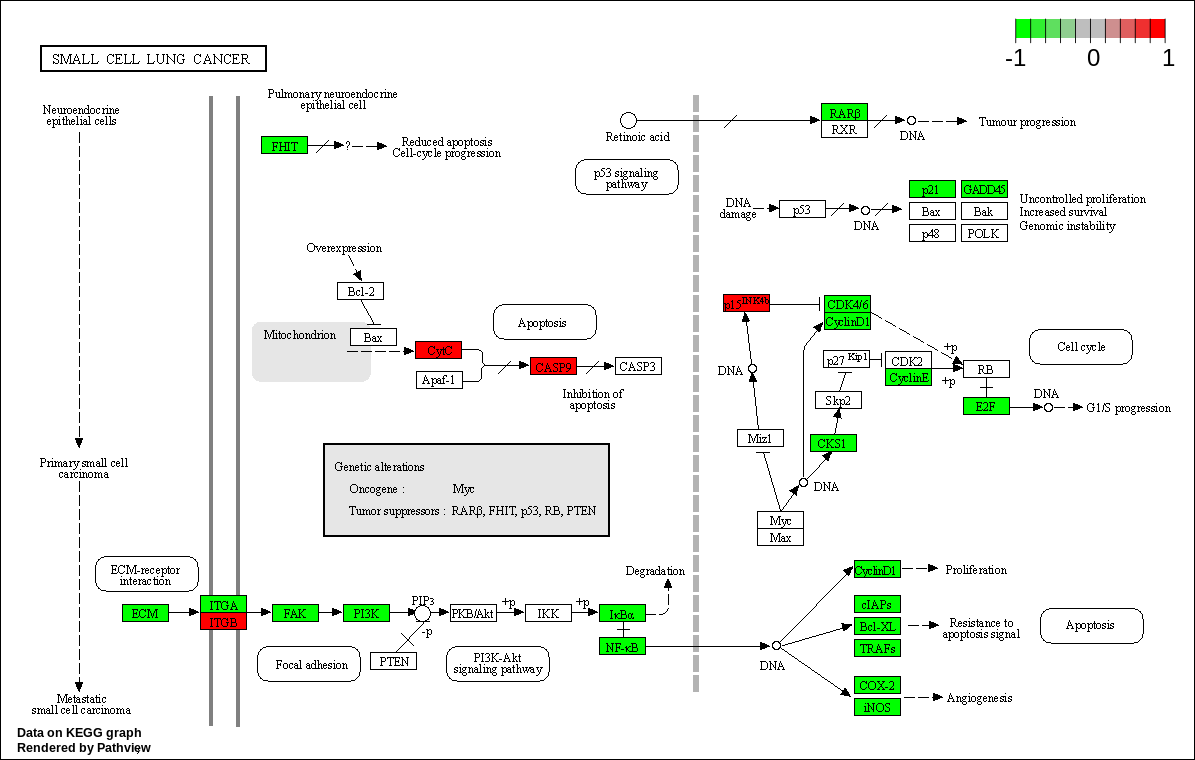 -1 0 1
SMALL CELL LUNG CANCER
Neuroendocrine
epithelial cells
Primary small cell
carcinoma
Metastatic
small cell carcinoma
Pulmonary neuroendocrine
epithelial cell
FHIT
?
Reduced apoptosis
Cell-cycle progression
Retinoic acid
RARβ
RXR
DNA
Tumour progression
p53 signaling
pathway
DNA
damage
p53
DNA
p21 GADD45
Bax Bak
p48 POLK
Uncontrolled proliferation
Increased survival
Genomic instability
Overexpression
Bcl-2
Mitochondrion
Bax
CytC
Apaf-1
CASP9
CASP3
Apoptosis
Inhibition of
apoptosis
p15INK4b
CDK4/6
CyclinD1
p27 Kip1
CDK2
CyclinE
+p
+p
RB
Cell cycle
DNA
Skp2
E2F
DNA
G1/S progression
Miz1
CKS1
DNA
Myc
Max
Genetic alterations
Oncogene : Myc
Tumor suppressors : RARβ, FHIT, p53, RB, PTEN
ECM-receptor
interaction
ECM
ITGA
ITGB
FAK
PI3K
PIP3
-p
PTEN
PKB/Akt
+p
IKK
+p
IκBα
NF-κB
Degradation
Focal adhesion
PI3K-Akt
signaling pathway
DNA
CyclinD1
Proliferation
cIAPs
Bcl-XL
TRAFs
Resistance to
apoptosis signal
Apoptosis
COX-2
iNOS
Angiogenesis
Data on KEGG graph
Rendered by Pathview